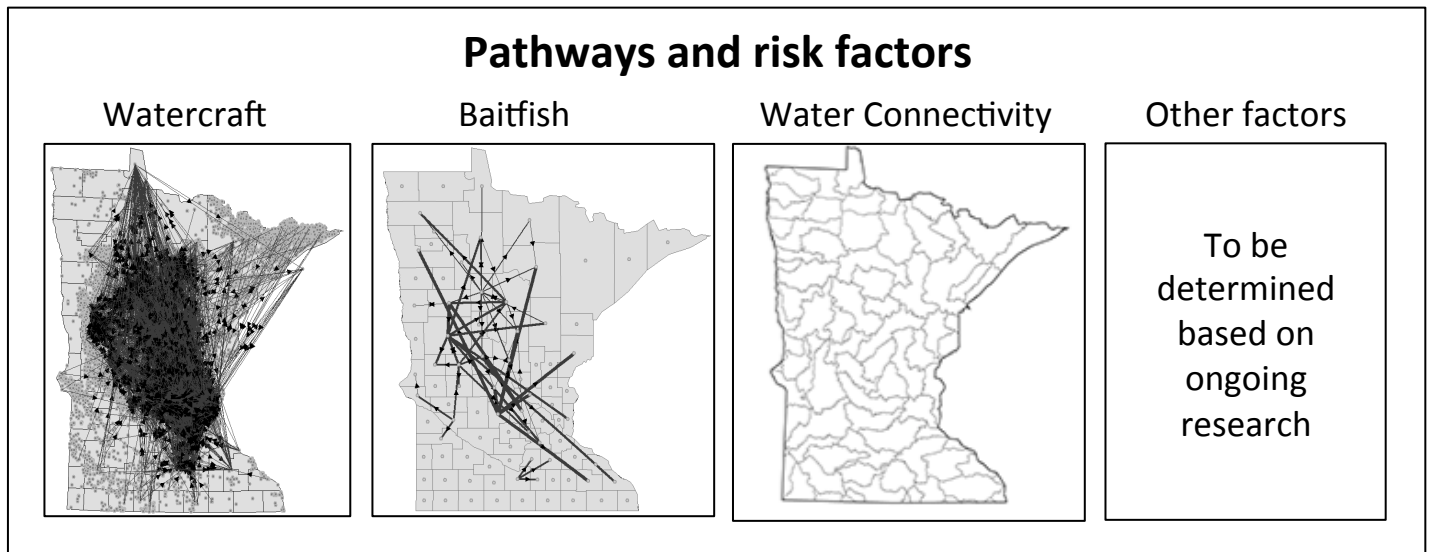 Pathways and risk factors
Watercraft
Baitfish
Water Connectivity
Other factors
To be
determined
based on
ongoing
research